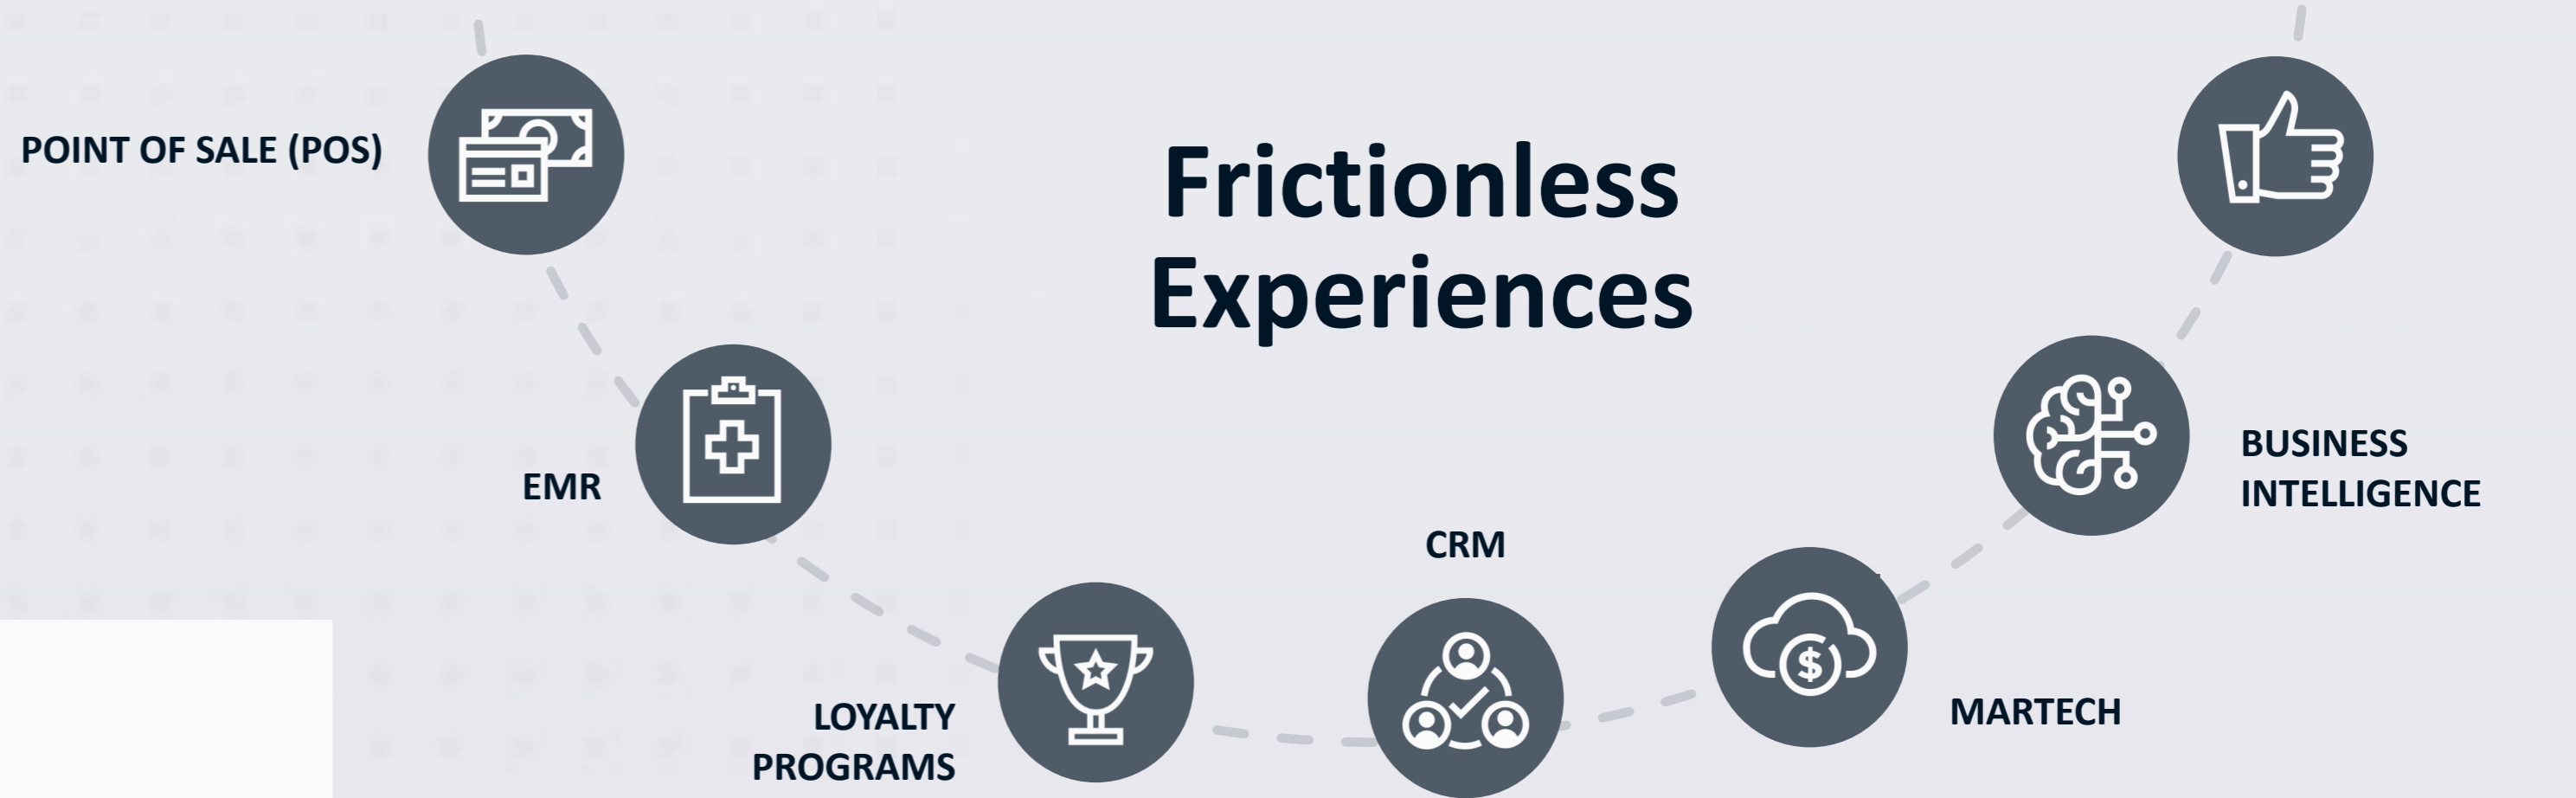 POINT OF SALE (POS)
Frictionless
Experiences
EMR
BUSINESS
INTELLIGENCE
CRM
$
LOYALTY
PROGRAMS
MARTECH